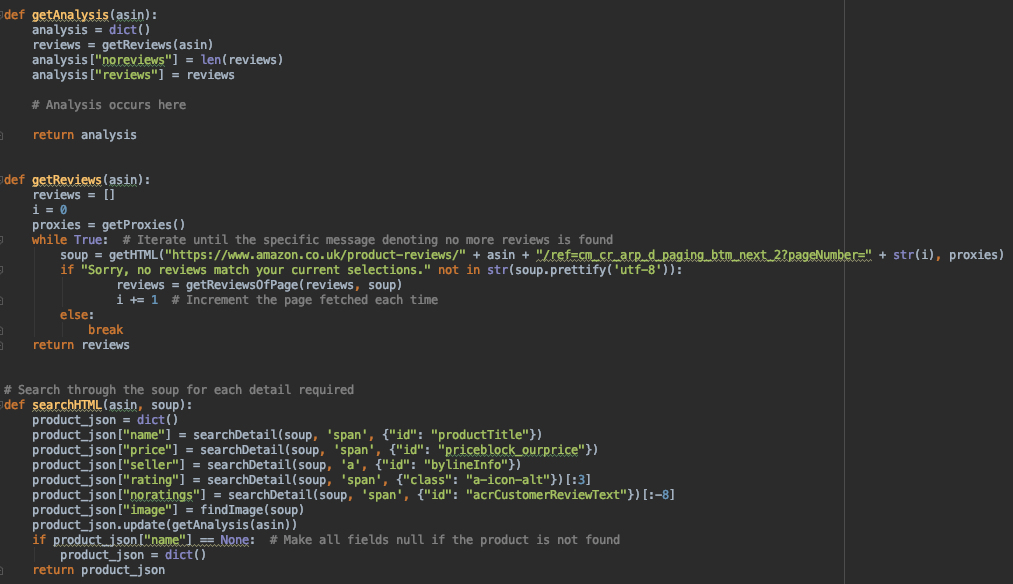 def getAnalysis(asin):
    analysis = dict()
    reviews = getReviews(asin)
    analysis["noreviews"] = len(reviews)
    analysis["reviews"] = reviews

    # Analysis occurs here

    return analysis


def getReviews(asin):
    reviews = []
    i = 0
    proxies = getProxies()
    while True:  # Iterate until the specific message denoting no more reviews is found
        soup = getHTML("https://www.amazon.co.uk/product-reviews/" + asin + "/ref=cm_cr_arp_d_paging_btm_next_2?pageNumber=" + str(i), proxies)
        if "Sorry, no reviews match your current selections." not in str(soup.prettify('utf-8')):
                reviews = getReviewsOfPage(reviews, soup)
                i += 1  # Increment the page fetched each time
        else:
            break
    return reviews


# Search through the soup for each detail required
def searchHTML(asin, soup):
    product_json = dict()
    product_json["name"] = searchDetail(soup, 'span', {"id": "productTitle"})
    product_json["price"] = searchDetail(soup, 'span', {"id": "priceblock_ourprice"})
    product_json["seller"] = searchDetail(soup, 'a', {"id": "bylineInfo"})
    product_json["rating"] = searchDetail(soup, 'span', {"class": "a-icon-alt"})[:3]
    product_json["noratings"] = searchDetail(soup, 'span', {"id": "acrCustomerReviewText"})[:-8]
    product_json["image"] = findImage(soup)
    product_json.update(getAnalysis(asin))
    if product_json["name"] == None:  # Make all fields null if the product is not found
        product_json = dict()
    return product_json